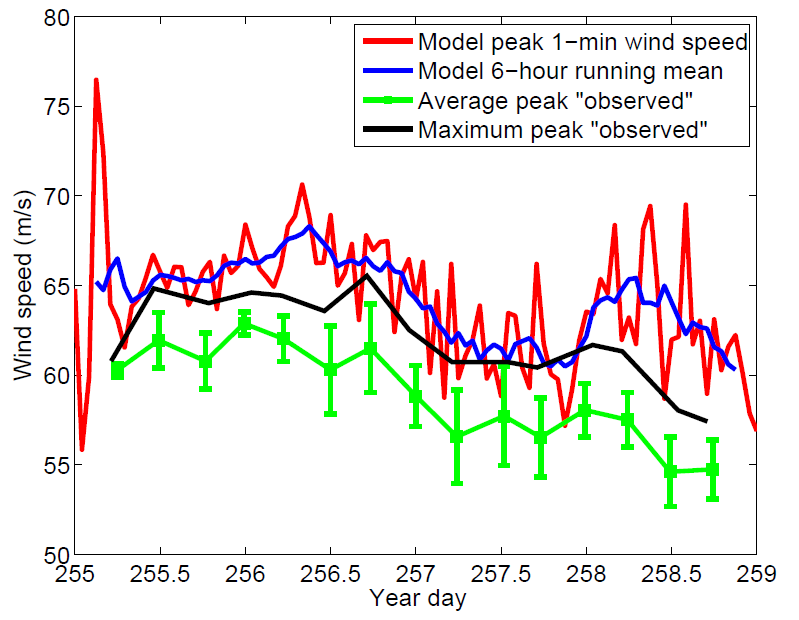 80
75
70
65
60
55
50
Wind speed (m/s)
Model peak 1−min wind speed
Model 6−hour running mean
Average peak "observed"
Maximum peak "observed"
255
255.5
256
256.5
257
257.5
258
258.5
259
Year day